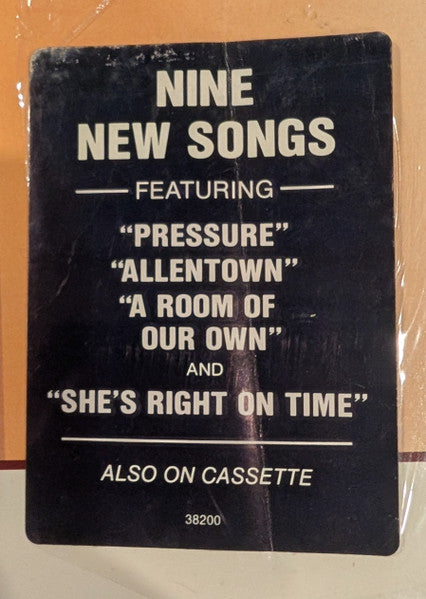 NINE
NEW SONGS
FEATURING
“PRESSURE”
“ALLENTOWN”
“A ROOM OF
OUR OWN”
AND
“SHE’S RIGHT ON TIME”
ALSO ON CASSETTE
38200